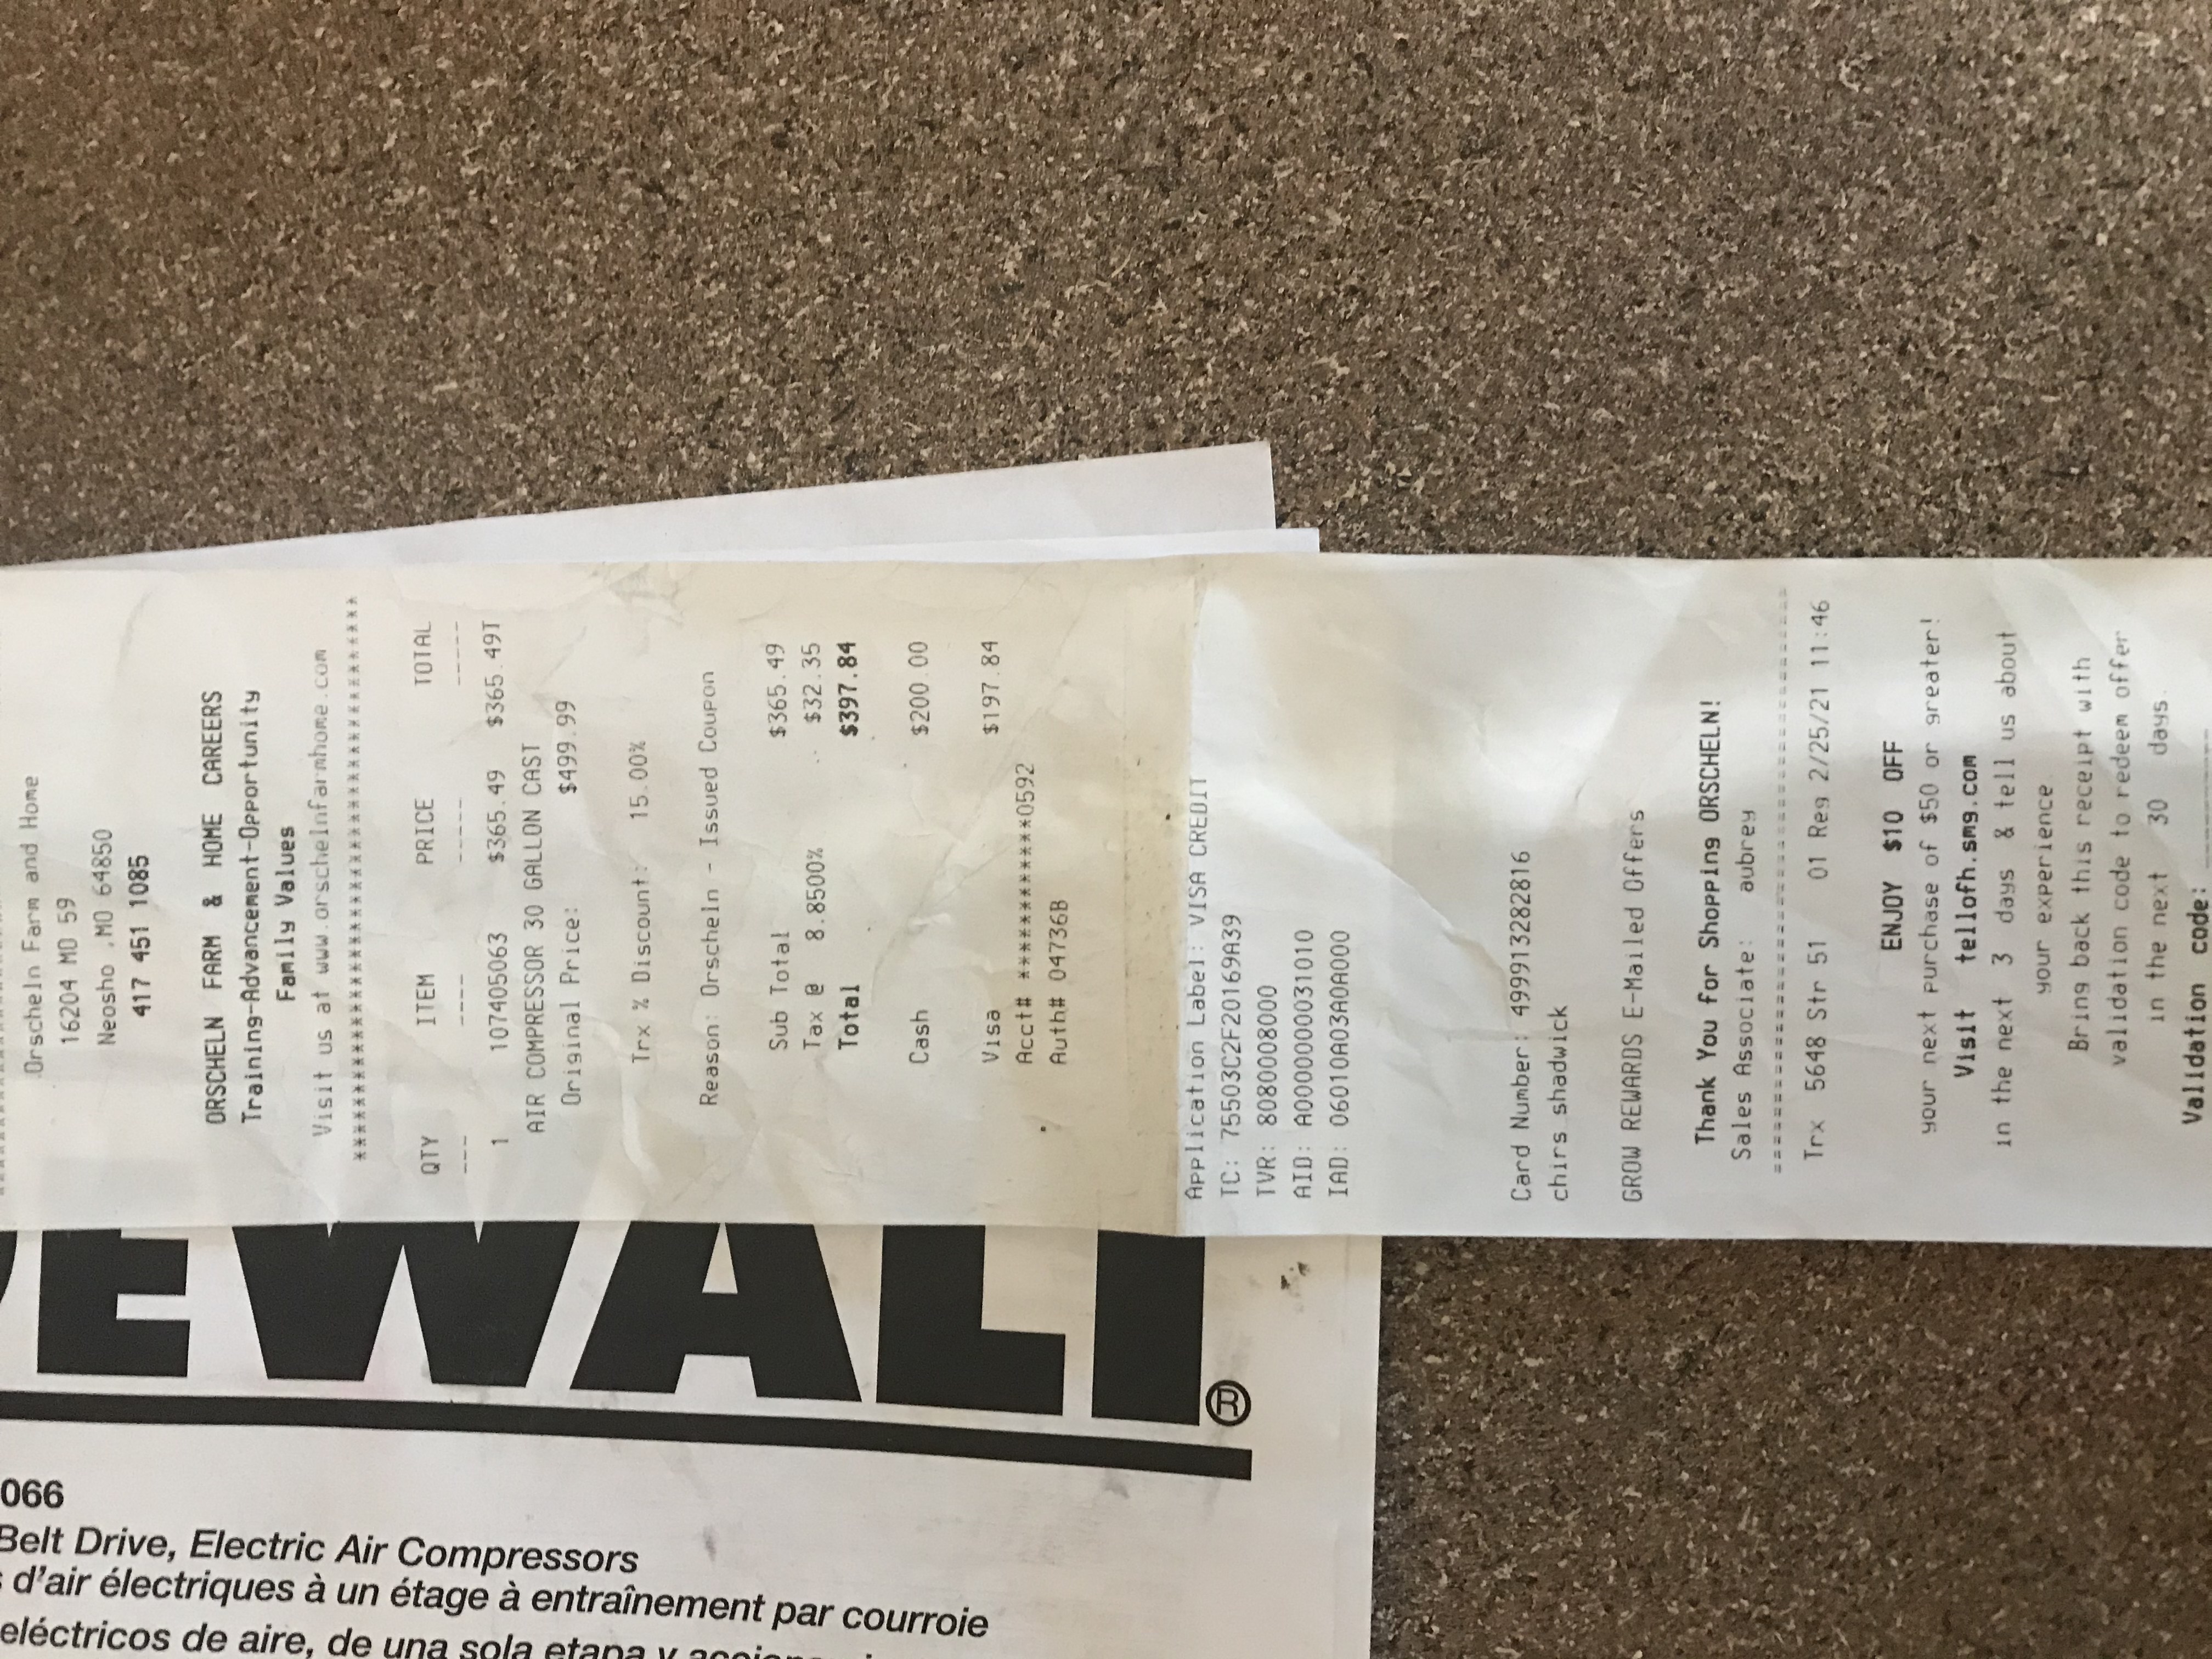 Orscheln Farm and Home
16204 MO 59
Neosho ,MO 64850
417 451 1085
ORSCHELN FARM & HOME CAREERS
Training-Advancement-Opportunity
Family Values
Visit us at www.orschelnfarmhome.com
****************************************
QTY ITEM PRICE TOTAL
--- ---- ----- -----
1 107405063 $365.49 $365.49T
AIR COMPRESSOR 30 GALLON CAST
Original Price: $499.99
Trx % Discount: 15.00%
Reason: Orscheln - Issued Coupon
Sub Total $365.49
Tax @ 8.8500% $32.35
Total $397.84
Cash $200.00
Visa $197.84
Acct# ************0592
Auth# 04736B
Application Label: VISA CREDIT
TC: 75503C2F20169A39
TVR: 8080008000
AID: A0000000031010
IAD: 06010A03A0A000
Card Number: 499913282816
chirs shadwick
GROW REWARDS E-Mailed Offers
Thank You for Shopping ORSCHELN!
Sales Associate: aubrey
========================================
Trx 5648 Str 51 01 Reg 2/25/21 11:46
ENJOY $10 OFF
your next purchase of $50 or greater!
Visit tellofh.smg.com
in the next 3 days & tell us about
your experience
Bring back this receipt with
validation code to redeem offer
in the next 30 days.
Validation code:
DEWALT®
066
Belt Drive, Electric Air Compressors
d'air électriques à un étage à entraînement par courroie
eléctricos de aire, de una sola etapa y